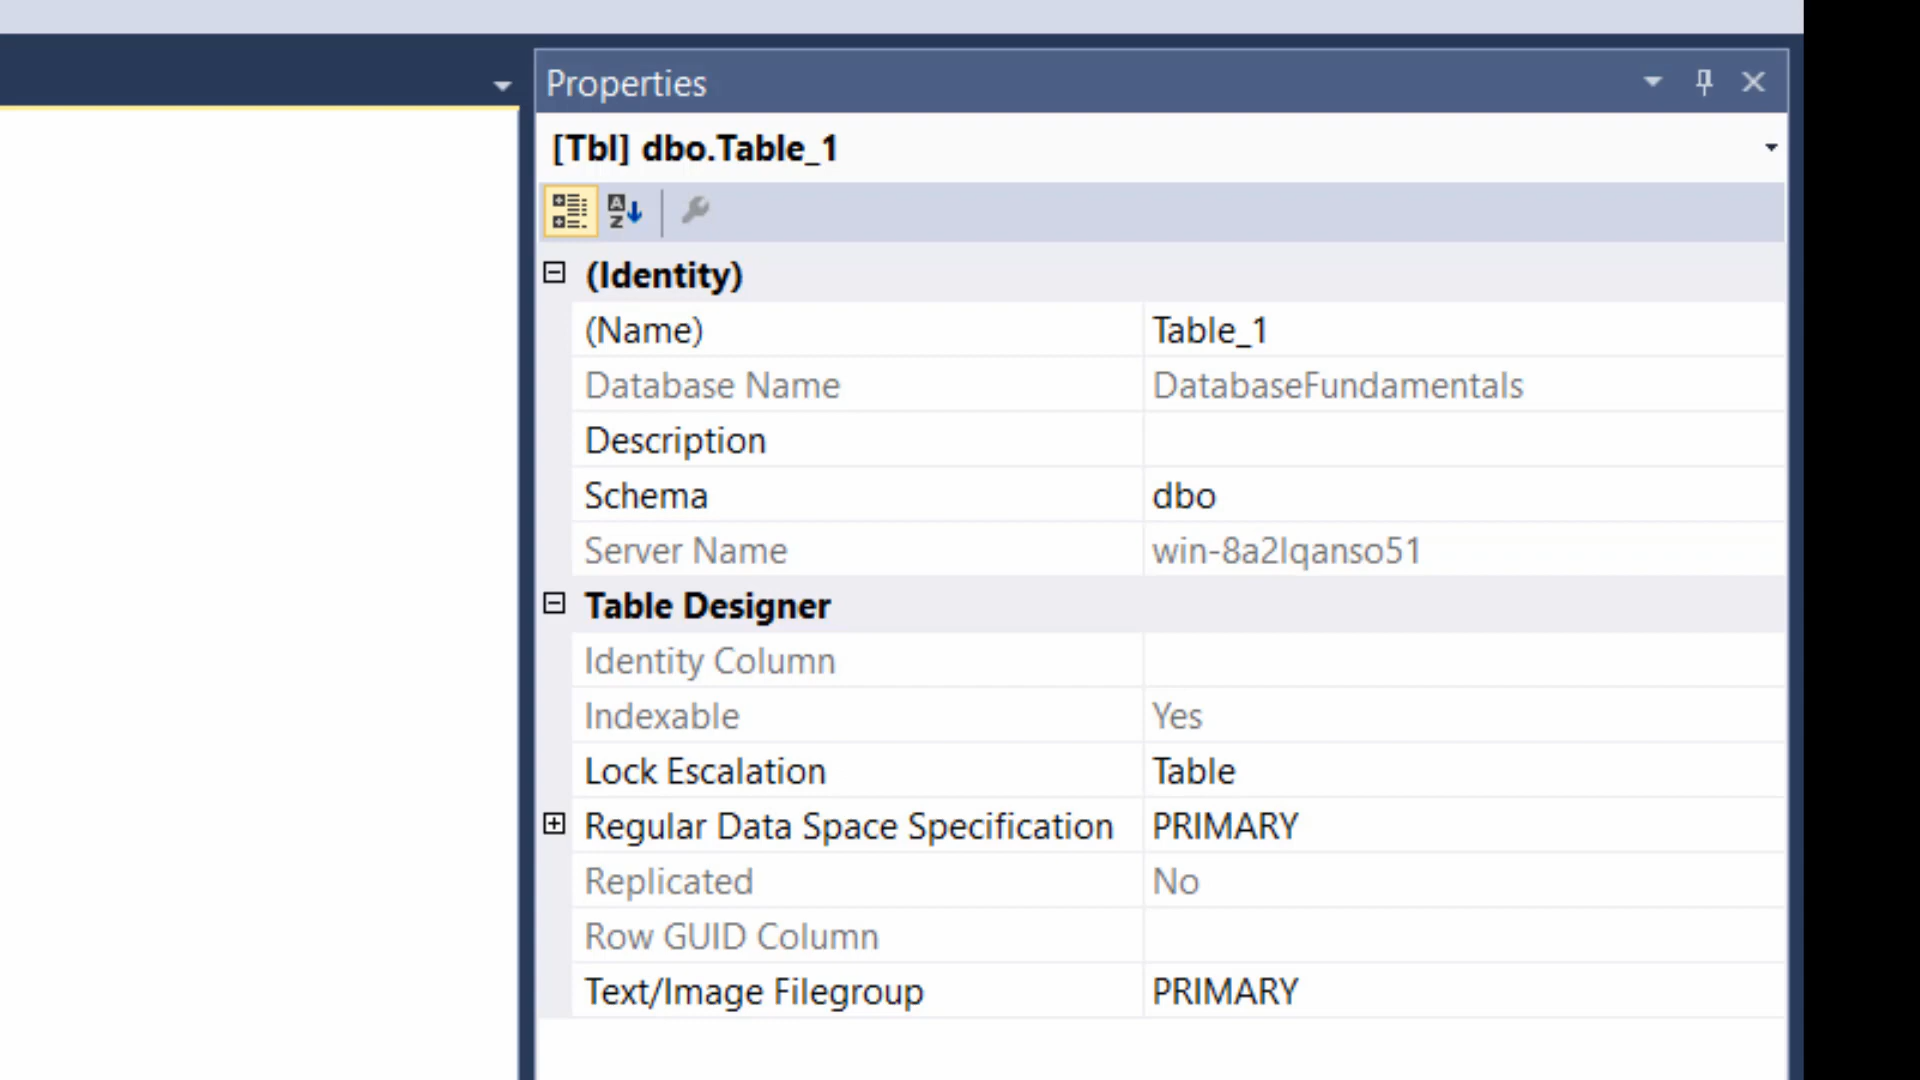 Properties
[Tbl] dbo.Table_1
(Identity)
(Name) Table_1
Database Name DatabaseFundamentals
Description
Schema dbo
Server Name win-8a2lqanso51
Table Designer
Identity Column
Indexable Yes
Lock Escalation Table
Regular Data Space Specification PRIMARY
Replicated No
Row GUID Column
Text/Image Filegroup PRIMARY